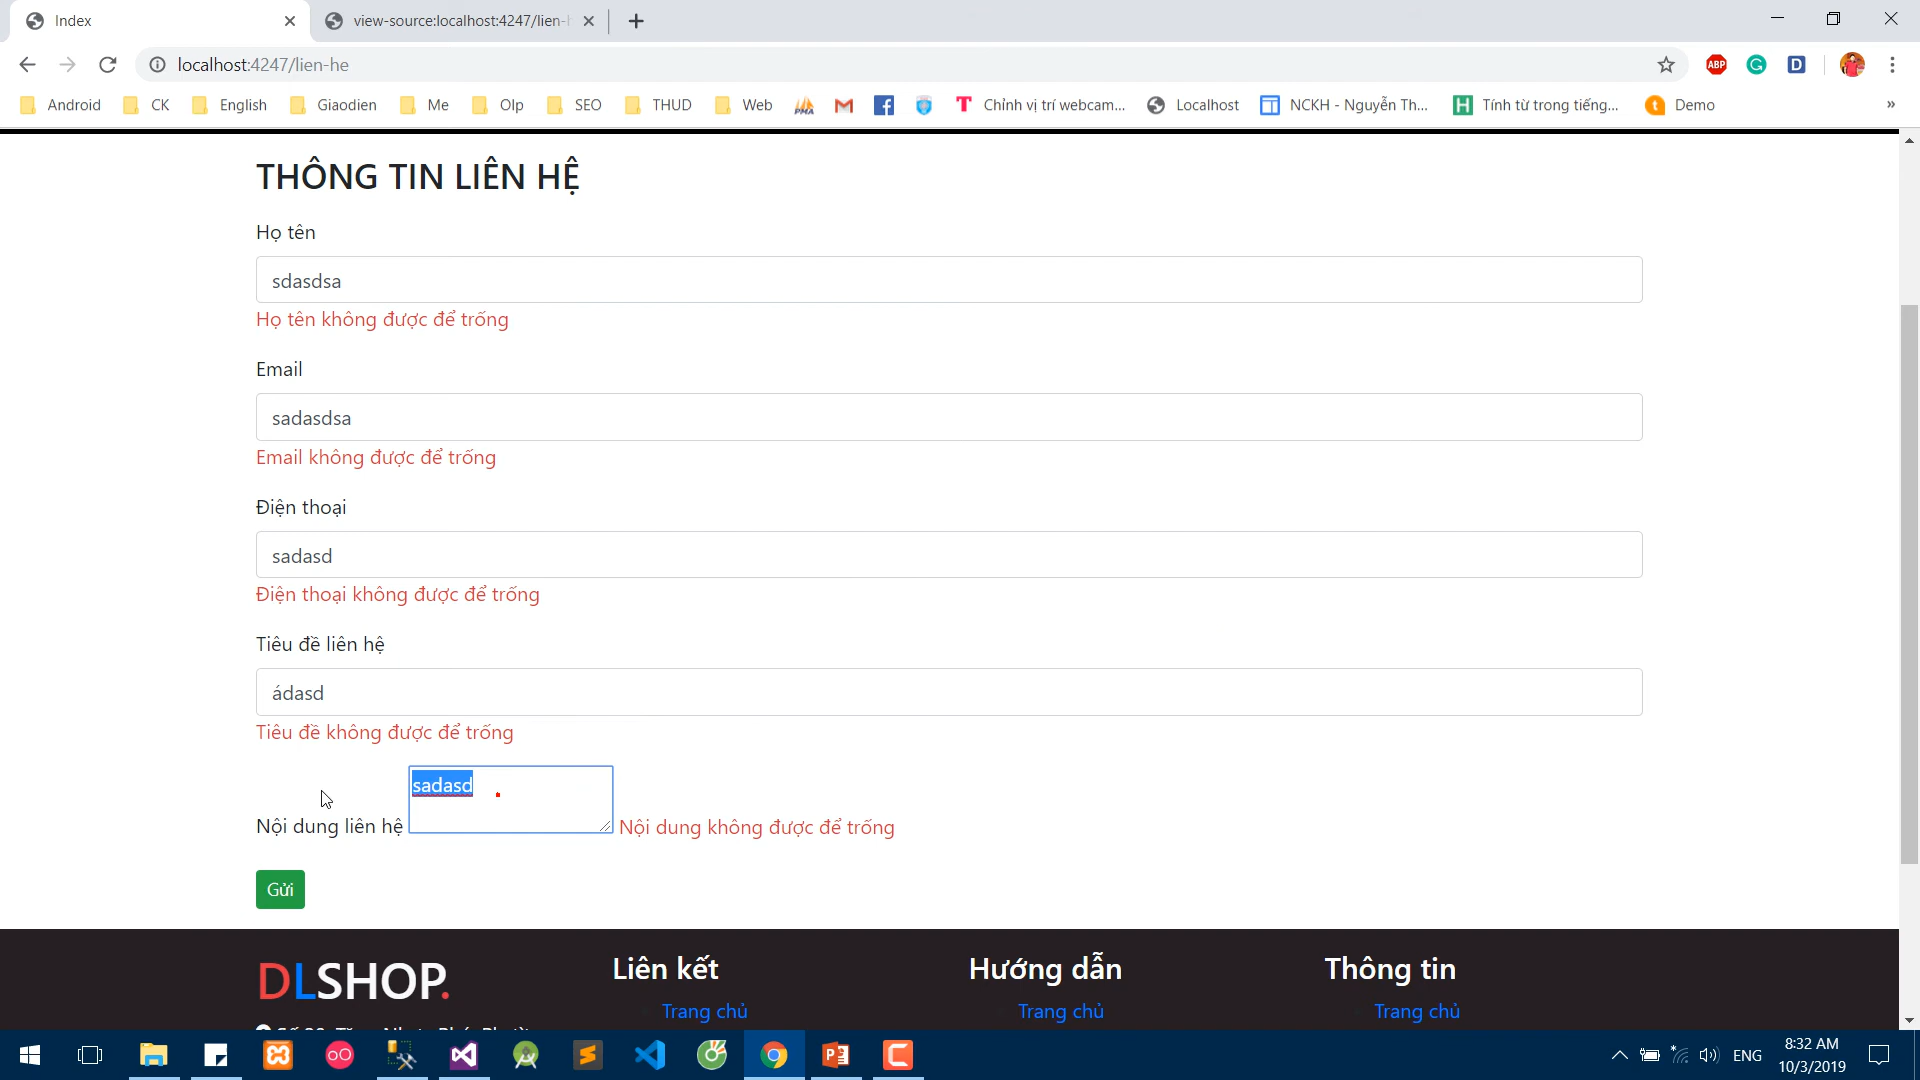 Index
view-source:localhost:4247/lien-
localhost:4247/lien-he
Android CK English Giaodien Me Olp SEO THUD Web Chỉnh vị trí webcam... Localhost NCKH - Nguyễn Th... Tính từ trong tiếng... Demo »
THÔNG TIN LIÊN HỆ
Họ tên
sdasdsa
Họ tên không được để trống
Email
sadasdsa
Email không được để trống
Điện thoại
sadasd
Điện thoại không được để trống
Tiêu đề liên hệ
ádasd
Tiêu đề không được để trống
sadasd
Nội dung liên hệ Nội dung không được để trống
Gửi
DLSHOP.
Liên kết
Hướng dẫn
Thông tin
Trang chủ
Trang chủ
Trang chủ
ENG
8:32 AM
10/3/2019